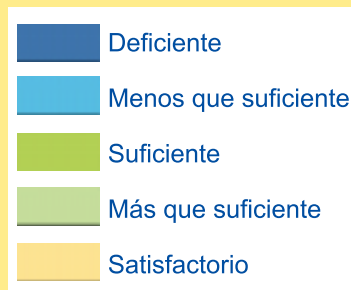 Deficiente
Menos que suficiente
Suficiente
Más que suficiente
Satisfactorio